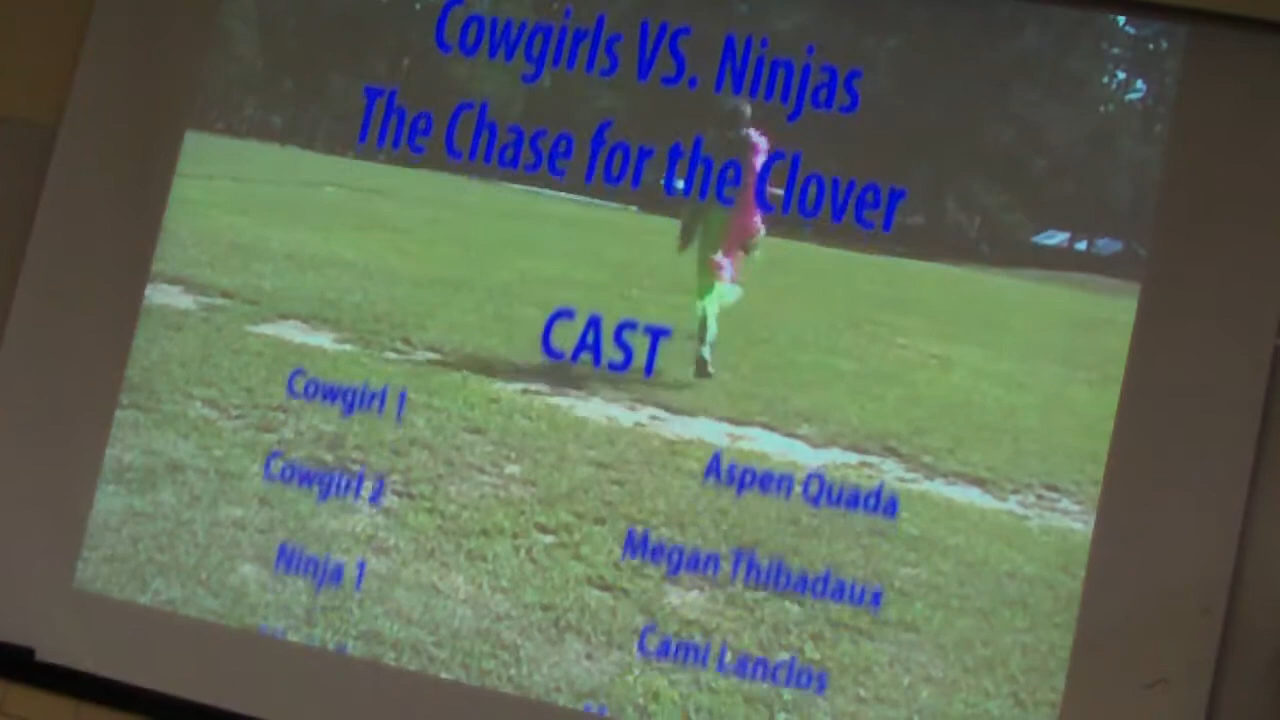 Cowgirls VS. Ninjas
The Chase for the Clover
CAST
Cowgirl 1
Aspen Quada
Cowgirl 2
Megan Thibadaux
Ninja 1
Cami Lanclos